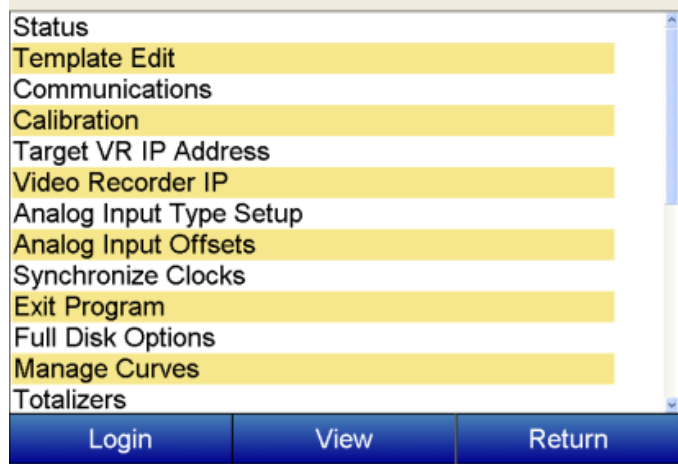 Status
Template Edit
Communications
Calibration
Target VR IP Address
Video Recorder IP
Analog Input Type Setup
Analog Input Offsets
Synchronize Clocks
Exit Program
Full Disk Options
Manage Curves
Totalizers
Login View Return